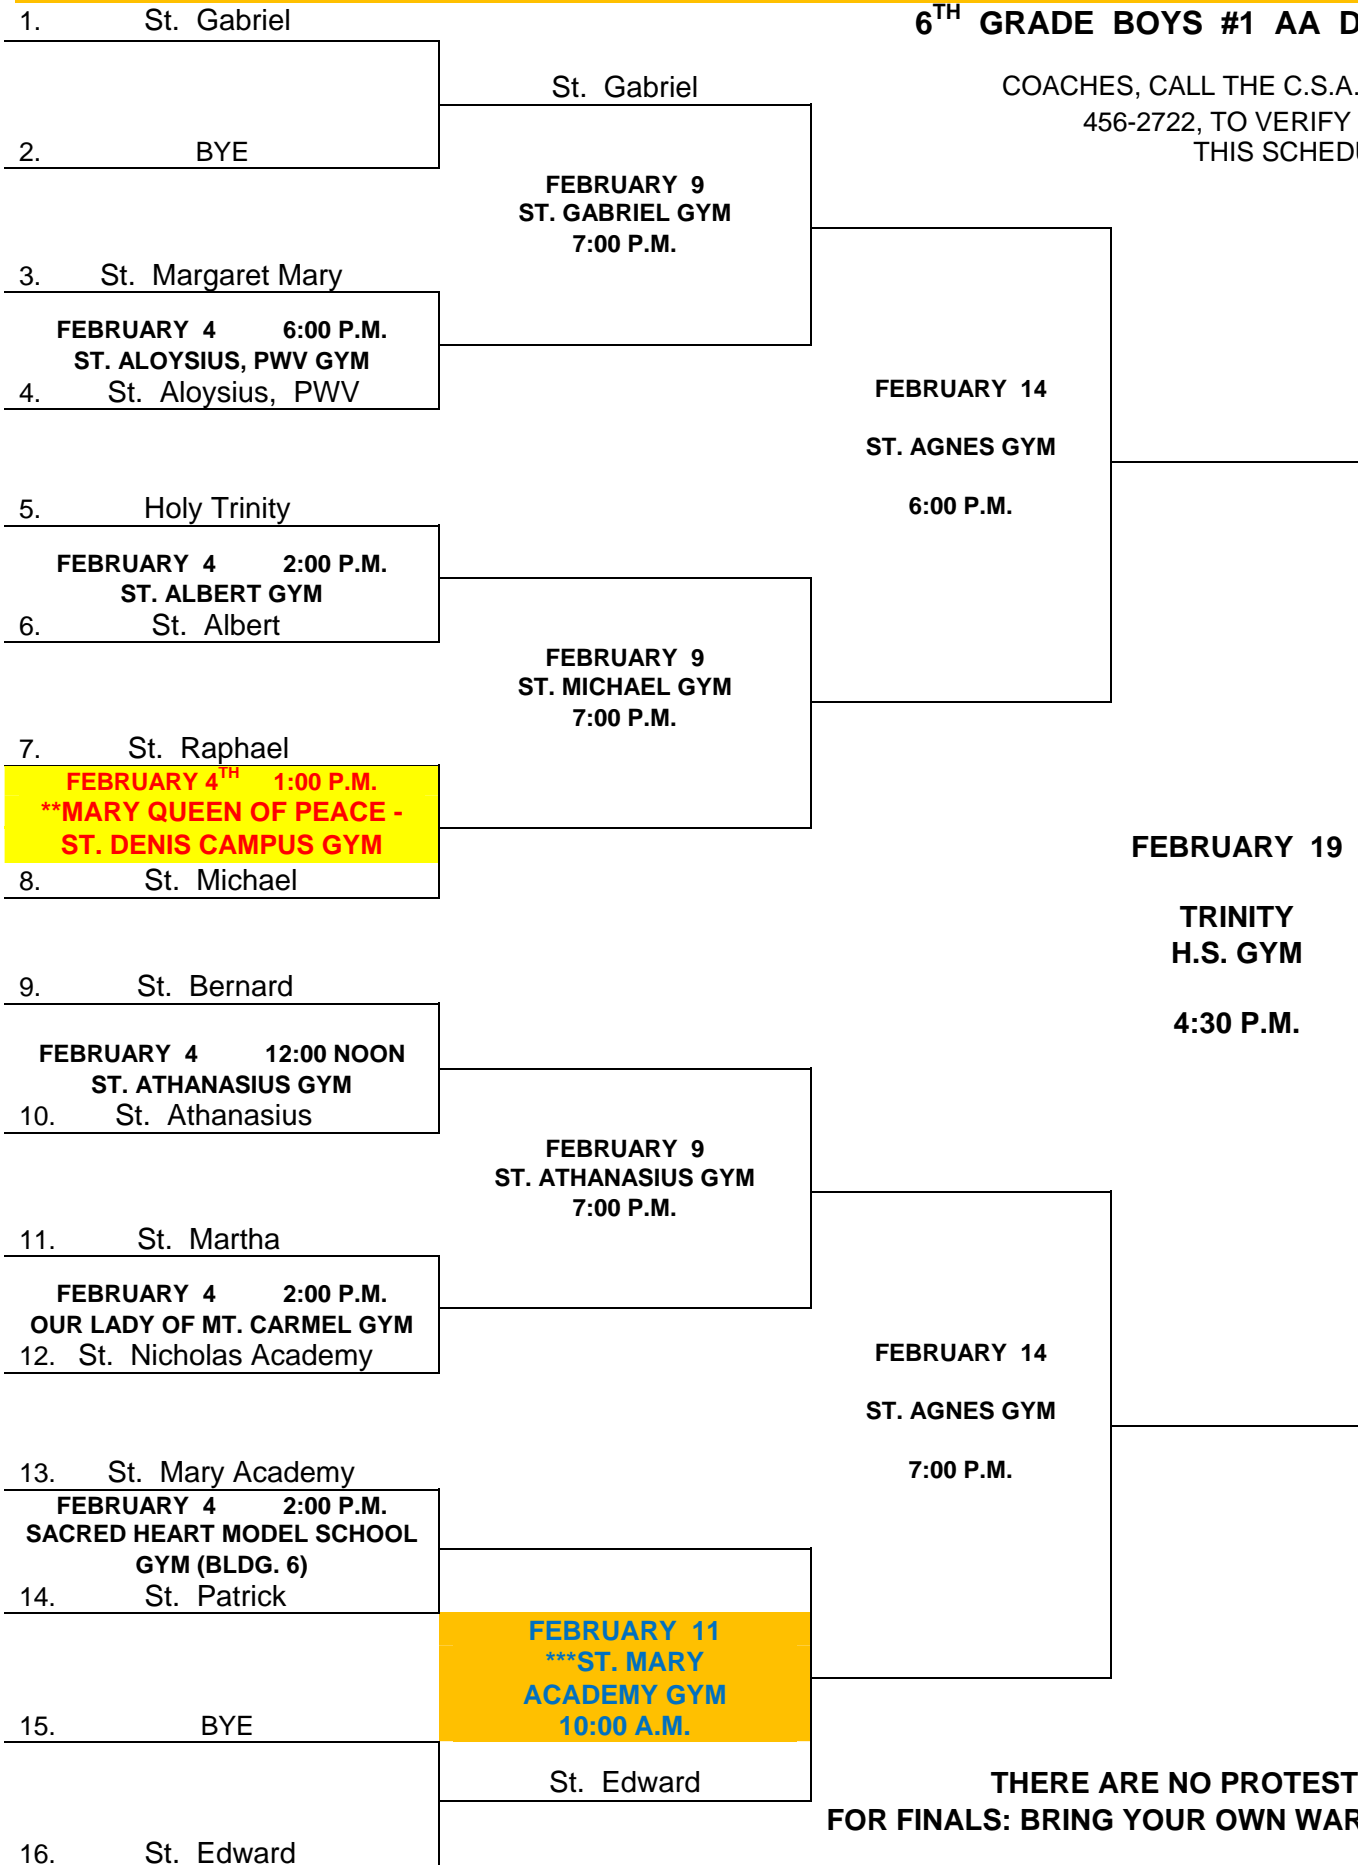 6TH GRADE BOYS #1 AA D
COACHES, CALL THE C.S.A.
456-2722, TO VERIFY
THIS SCHEDU
1. St. Gabriel
St. Gabriel
2. BYE
FEBRUARY 9
ST. GABRIEL GYM
7:00 P.M.
3. St. Margaret Mary
FEBRUARY 4 6:00 P.M.
ST. ALOYSIUS, PWV GYM
4. St. Aloysius, PWV
FEBRUARY 14
ST. AGNES GYM
6:00 P.M.
5. Holy Trinity
FEBRUARY 4 2:00 P.M.
ST. ALBERT GYM
6. St. Albert
FEBRUARY 9
ST. MICHAEL GYM
7:00 P.M.
7. St. Raphael
FEBRUARY 4TH 1:00 P.M.
**MARY QUEEN OF PEACE -
ST. DENIS CAMPUS GYM
8. St. Michael
FEBRUARY 19
TRINITY
H.S. GYM
4:30 P.M.
9. St. Bernard
FEBRUARY 4 12:00 NOON
ST. ATHANASIUS GYM
10. St. Athanasius
FEBRUARY 9
ST. ATHANASIUS GYM
7:00 P.M.
11. St. Martha
FEBRUARY 4 2:00 P.M.
OUR LADY OF MT. CARMEL GYM
12. St. Nicholas Academy
FEBRUARY 14
ST. AGNES GYM
7:00 P.M.
13. St. Mary Academy
FEBRUARY 4 2:00 P.M.
SACRED HEART MODEL SCHOOL
GYM (BLDG. 6)
14. St. Patrick
FEBRUARY 11
***ST. MARY
ACADEMY GYM
10:00 A.M.
15. BYE
St. Edward
16. St. Edward
THERE ARE NO PROTEST
FOR FINALS: BRING YOUR OWN WAR